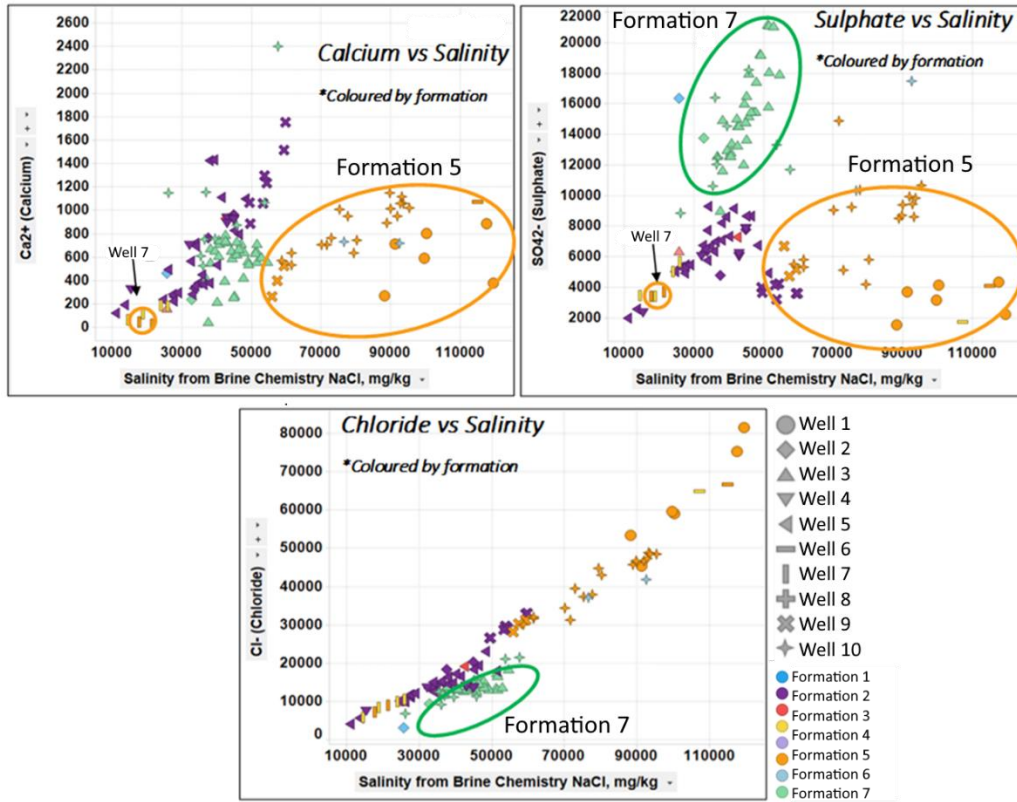 Calcium vs Salinity
*Coloured by formation
Formation 5
Well 7
Ca2+ (Calcium)
2600
2400
2200
2000
1800
1600
1400
1200
1000
800
600
400
200
0
10000 30000 50000 70000 90000 110000
Salinity from Brine Chemistry NaCl, mg/kg
Formation 7
Sulphate vs Salinity
*Coloured by formation
Formation 5
Well 7
SO42- (Sulphate)
22000
20000
18000
16000
14000
12000
10000
8000
6000
4000
2000
10000 30000 50000 70000 90000 110000
Salinity from Brine Chemistry NaCl, mg/kg
Chloride vs Salinity
*Coloured by formation
Formation 7
Cl- (Chloride)
80000
70000
60000
50000
40000
30000
20000
10000
0
10000 30000 50000 70000 90000 110000
Salinity from Brine Chemistry NaCl, mg/kg
Well 1
Well 2
Well 3
Well 4
Well 5
Well 6
Well 7
Well 8
Well 9
Well 10
Formation 1
Formation 2
Formation 3
Formation 4
Formation 5
Formation 6
Formation 7